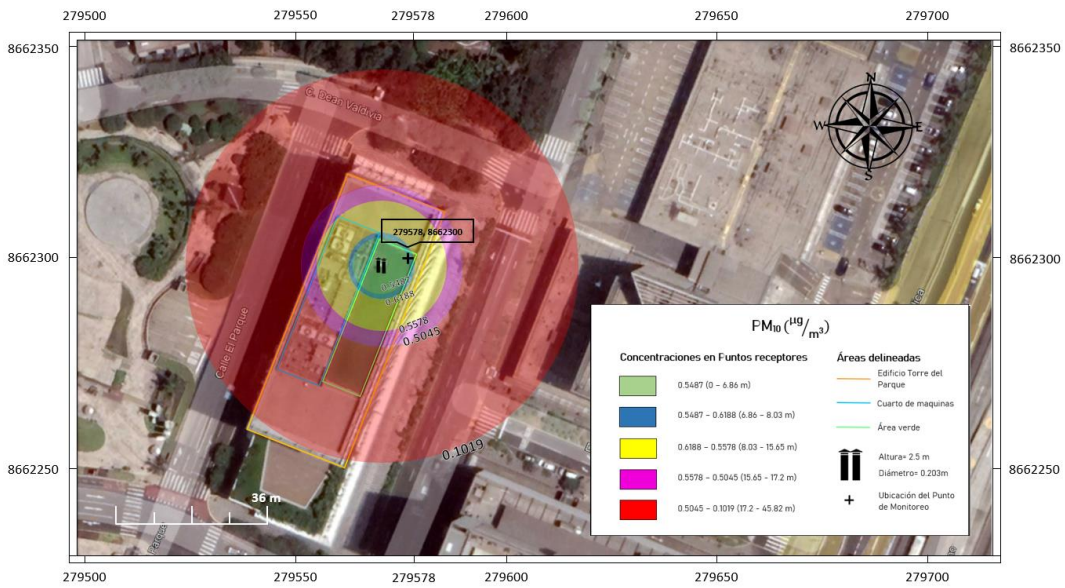 279500
279550
279578
279600
279650
279700
8662350
8662350
C. Dean Valdivia
N
W
E
S
279578, 8662300
8662300
8662300
0.6188
0.5578
0.5045
Calle El Parque
0.1019
PM₁₀ (µg/m³)
Concentraciones en Puntos receptores
0.5487 (0 – 6.86 m)
0.5487 – 0.6188 (6.86 – 8.03 m)
0.6188 – 0.5578 (8.03 – 15.65 m)
0.5578 – 0.5045 (15.65 – 17.2 m)
0.5045 – 0.1019 (17.2 – 45.82 m)
Áreas delineadas
Edificio Torre del
Parque
Cuarto de maquinas
Área verde
Altura= 2.5 m
Diámetro= 0.203m
Ubicación del Punto
de Monitoreo
8662250
8662250
36 m
Parque
279500
279550
279578
279600
279650
279700